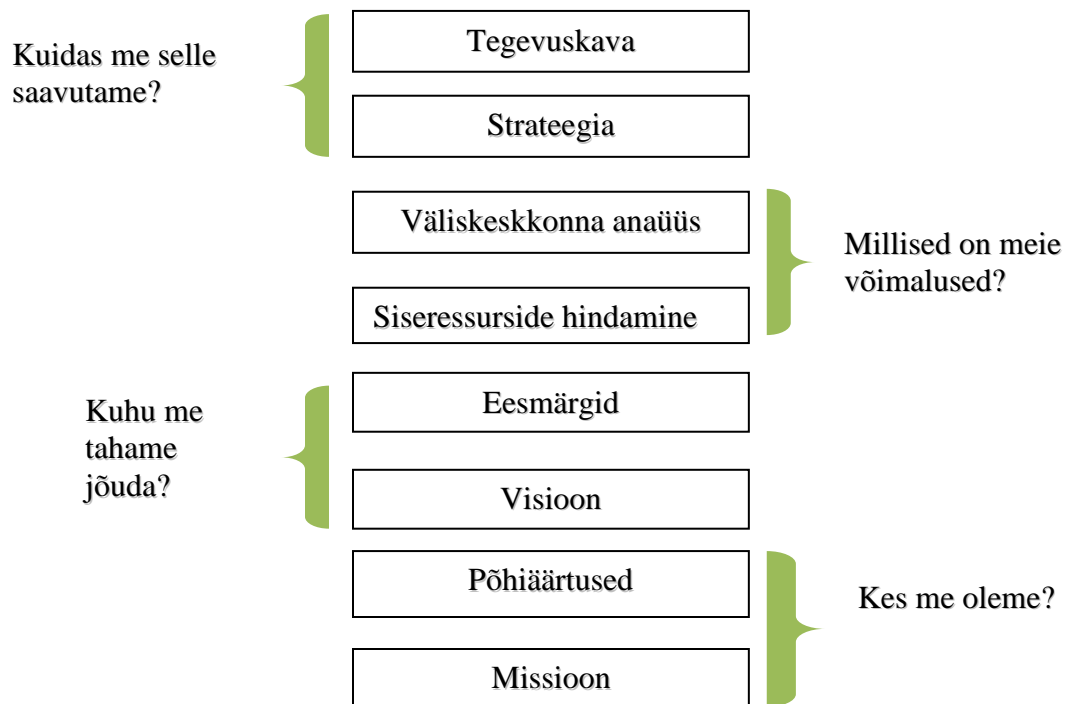 Kuidas me selle
saavutame?
Tegevuskava
Strateegia
Väliskeskkonna anaüüs
Siseressurside hindamine
Millised on meie
võimalused?
Kuhu me
tahame
jõuda?
Eesmärgid
Visioon
Põhiäärtused
Missioon
Kes me oleme?